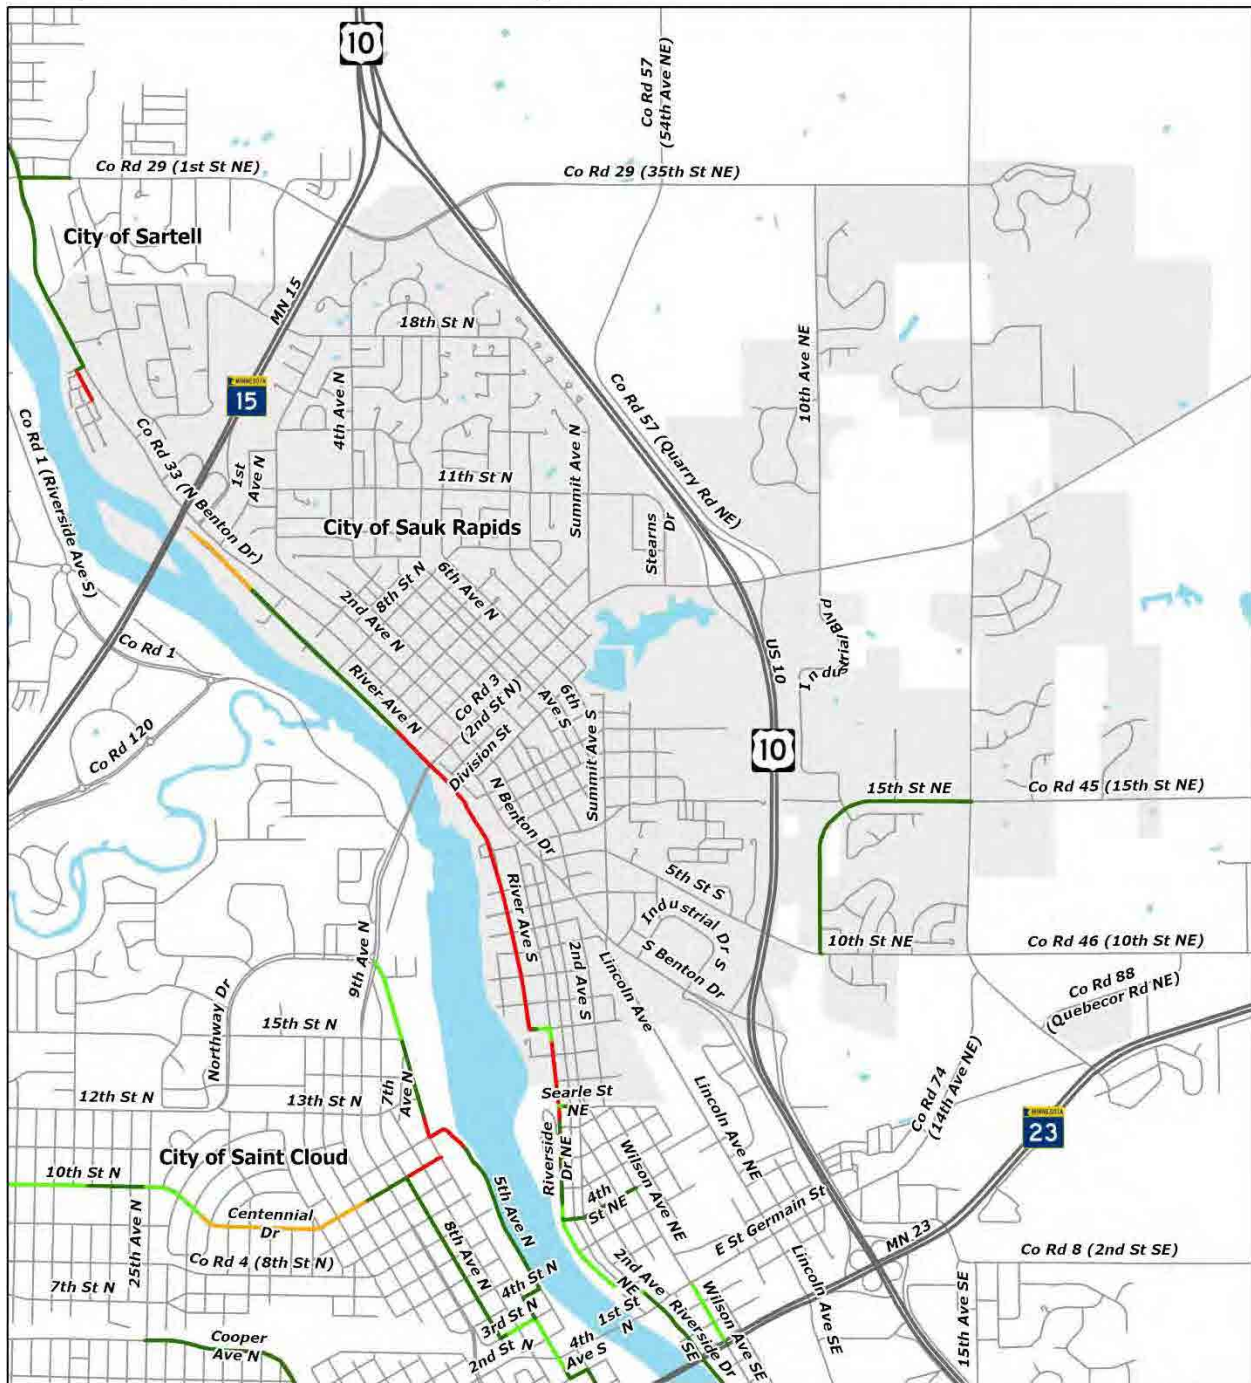 10
Co Rd 57
(54th Ave NE)
Co Rd 29 (1st St NE)
Co Rd 29 (35th St NE)
City of Sartell
MN 15
18th St N
MINNESOTA
15
4th Ave N
10th Ave NE
Co Rd 57 (Quarry Rd NE)
Co Rd 1 (Riverside Ave S)
Co Rd 33 (N Benton Dr)
1st
Ave N
11th St N
Summit Ave N
City of Sauk Rapids
Stearns
Dr
8th St N
6th Ave N
2nd Ave N
Industrial Blvd
US 10
Co Rd 1
River Ave N
Co Rd 3
(2nd St N)
6th
Ave S
Division St
Summit Ave S
Co Rd 120
10
15th St NE
Co Rd 45 (15th St NE)
N Benton Dr
5th St S
River Ave S
Industrial Dr S
10th St NE
Co Rd 46 (10th St NE)
9th Ave N
2nd Ave S
S Benton Dr
Lincoln Ave
Co Rd 88
(Quebecor Rd NE)
Northway Dr
15th St N
7th
Ave N
12th St N
13th St N
Searle St
NE
Lincoln Ave NE
Co Rd 74
(14th Ave NE)
MINNESOTA
23
City of Saint Cloud
Riverside
Dr NE
Wilson Ave NE
10th St N
5th Ave N
4th
St NE
25th Ave N
Centennial
Dr
8th Ave N
E St Germain St
MN 23
Co Rd 4 (8th St N)
Co Rd 8 (2nd St SE)
7th St N
4th St N
2nd Ave
NE
3rd St N
1st St
N
Riverside Dr
SE
Wilson Ave SE
Lincoln Ave SE
15th Ave SE
Cooper
Ave N
2nd St N
4th
Ave S